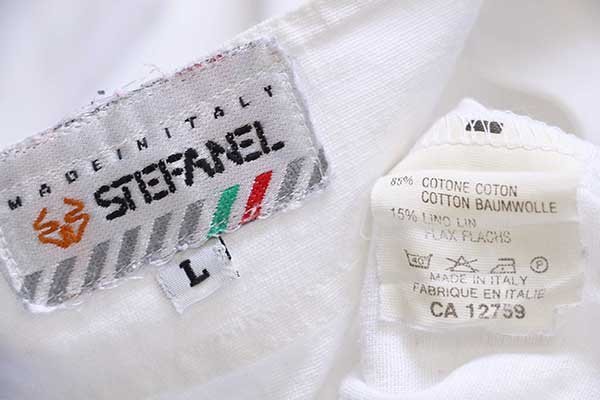 MADE IN ITALY
STEFANEL
L
85% COTONE COTON
COTTON BAUMWOLLE
15% LINO LIN
FLAX FLACHS
40 P
MADE IN ITALY
FABRIQUE EN ITALIE
CA 12759